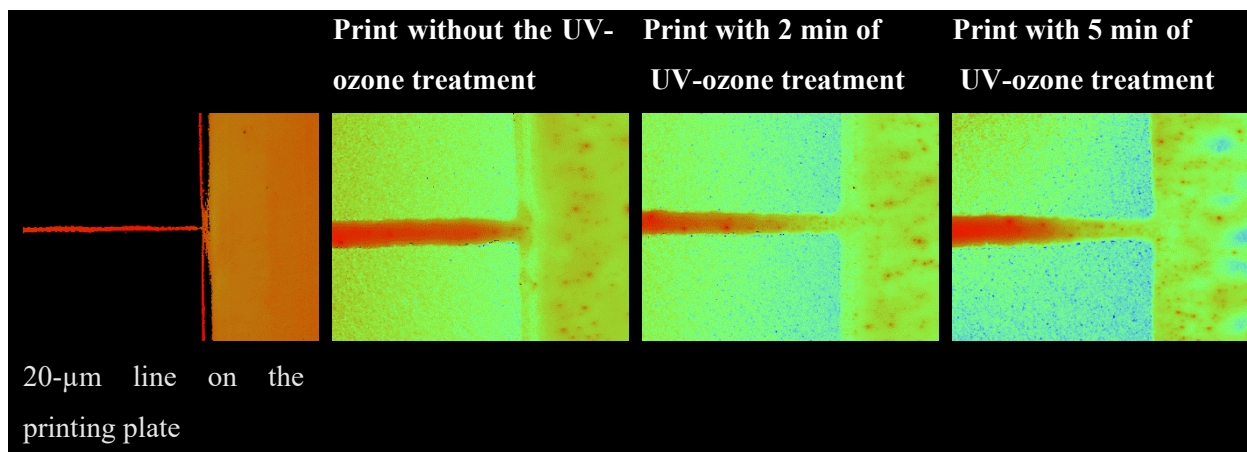 Print without the UV-
ozone treatment
Print with 2 min of
UV-ozone treatment
Print with 5 min of
UV-ozone treatment
20-µm line on the
printing plate